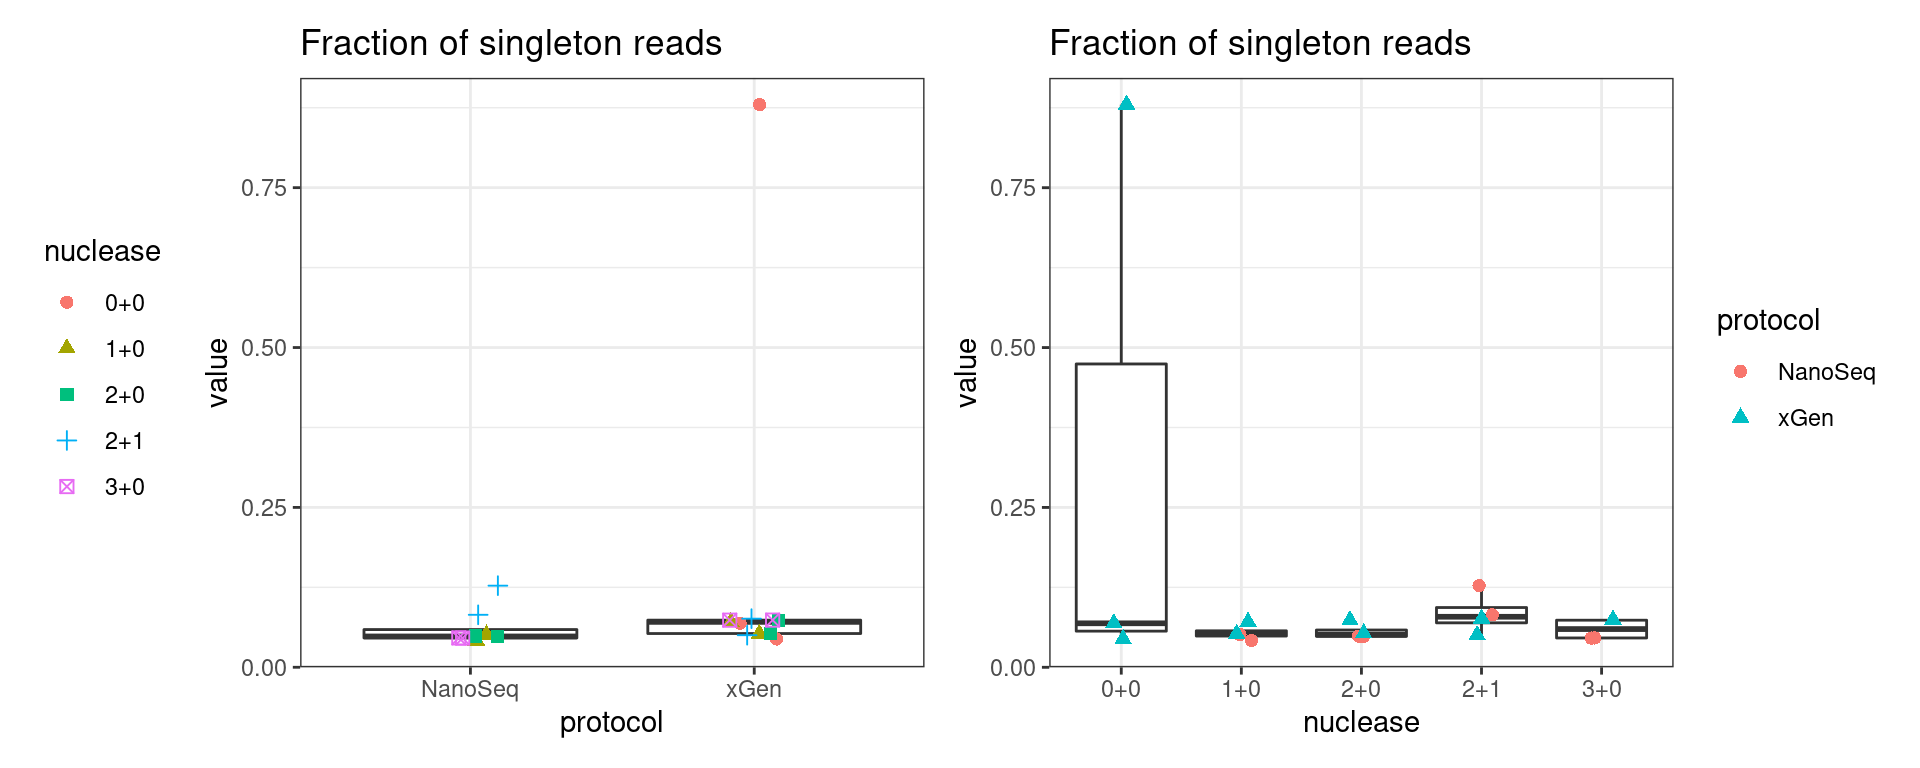 Fraction of singleton reads
nuclease
0+0
1+0
2+0
2+1
3+0
value
0.75
0.50
0.25
0.00
NanoSeq
xGen
protocol
Fraction of singleton reads
value
0.75
0.50
0.25
0.00
0+0
1+0
2+0
2+1
3+0
nuclease
protocol
NanoSeq
xGen